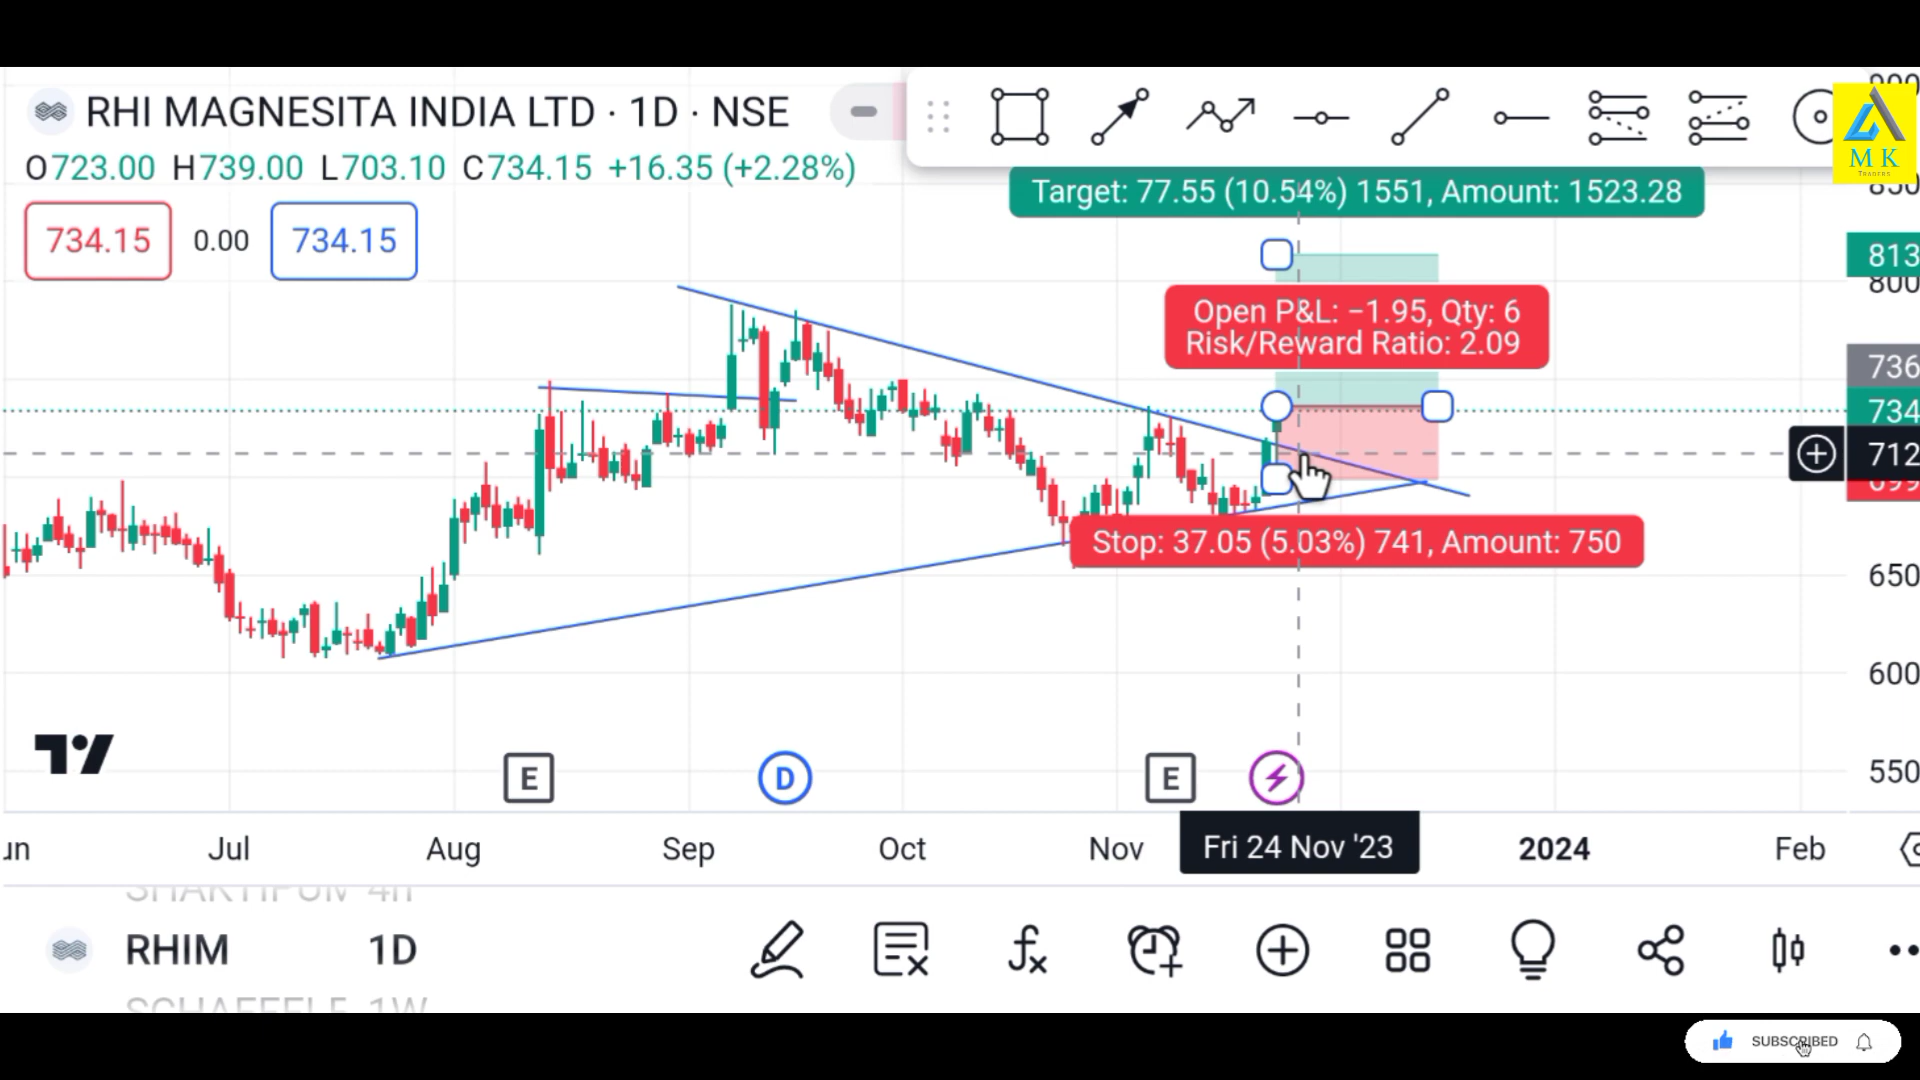 RHI MAGNESITA INDIA LTD · 1D · NSE
O723.00 H739.00 L703.10 C734.15 +16.35 (+2.28%)
734.15 0.00 734.15
MK
TRADERS
Target: 77.55 (10.54%) 1551, Amount: 1523.28
813
800
Open P&L: −1.95, Qty: 6
Risk/Reward Ratio: 2.09
736
734
712
Stop: 37.05 (5.03%) 741, Amount: 750
650
600
550
E D E
Jul Aug Sep Oct Nov Fri 24 Nov '23 2024 Feb
RHIM 1D
SUBSCRIBED